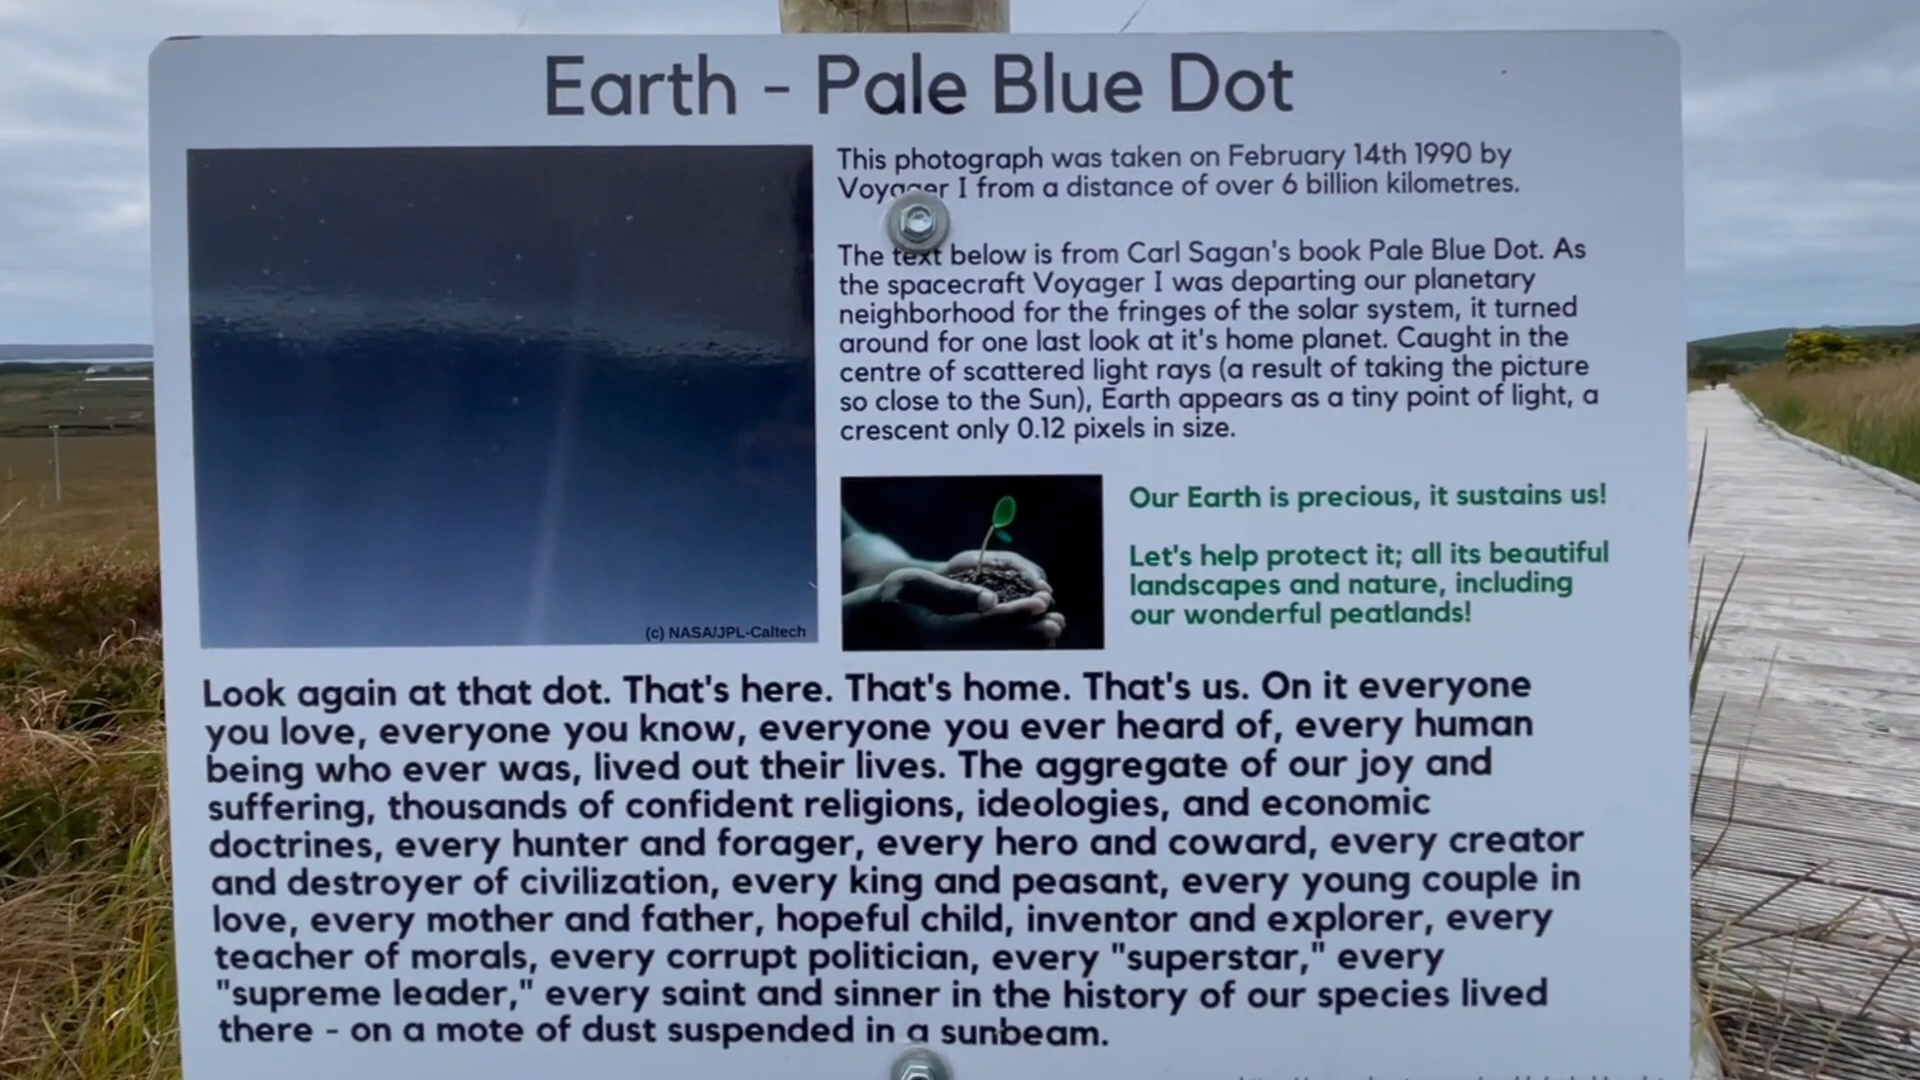 Earth - Pale Blue Dot
This photograph was taken on February 14th 1990 by
Voyager I from a distance of over 6 billion kilometres.
The text below is from Carl Sagan's book Pale Blue Dot. As
the spacecraft Voyager I was departing our planetary
neighborhood for the fringes of the solar system, it turned
around for one last look at it's home planet. Caught in the
centre of scattered light rays (a result of taking the picture
so close to the Sun), Earth appears as a tiny point of light, a
crescent only 0.12 pixels in size.
(c) NASA/JPL-Caltech
Our Earth is precious, it sustains us!
Let's help protect it; all its beautiful
landscapes and nature, including
our wonderful peatlands!
Look again at that dot. That's here. That's home. That's us. On it everyone
you love, everyone you know, everyone you ever heard of, every human
being who ever was, lived out their lives. The aggregate of our joy and
suffering, thousands of confident religions, ideologies, and economic
doctrines, every hunter and forager, every hero and coward, every creator
and destroyer of civilization, every king and peasant, every young couple in
love, every mother and father, hopeful child, inventor and explorer, every
teacher of morals, every corrupt politician, every "superstar," every
"supreme leader," every saint and sinner in the history of our species lived
there - on a mote of dust suspended in a sunbeam.